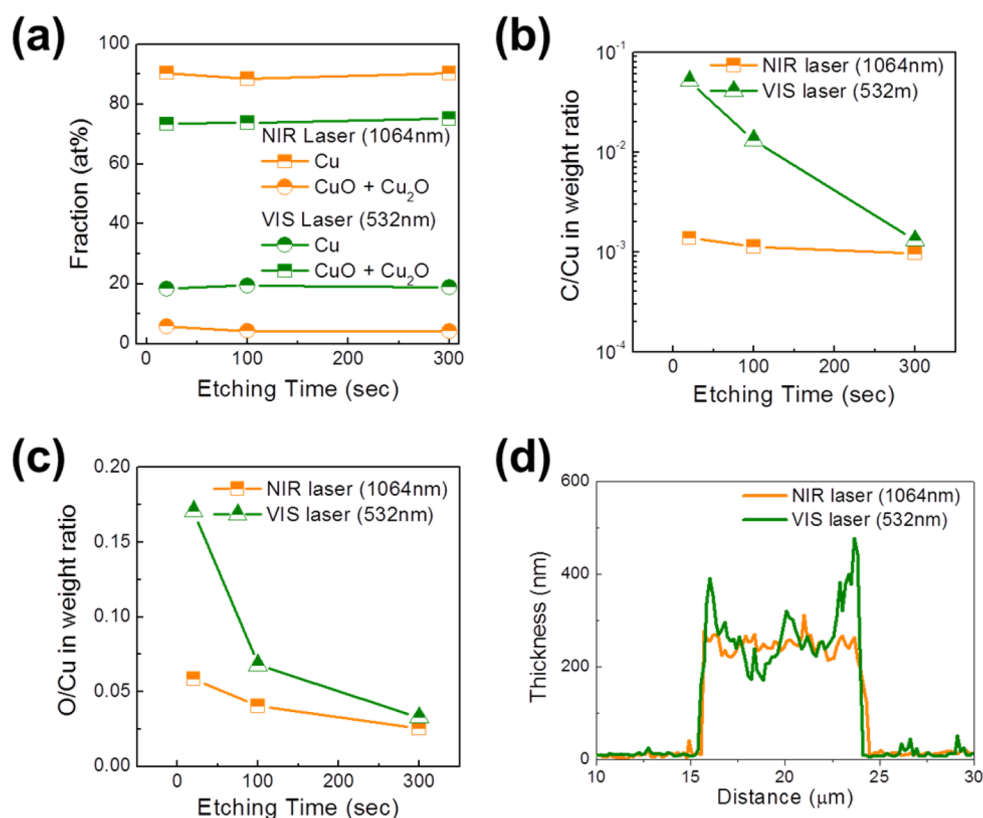 (a)
100
80
60
40
20
0
Fraction (at%)
NIR Laser (1064nm)
Cu
CuO + Cu₂O
VIS Laser (532nm)
Cu
CuO + Cu₂O
0 100 200 300
Etching Time (sec)
(b)
10⁻¹
10⁻²
10⁻³
10⁻⁴
C/Cu in weight ratio
NIR laser (1064nm)
VIS laser (532m)
0 100 200 300
Etching Time (sec)
(c)
0.20
0.15
0.10
0.05
0.00
O/Cu in weight ratio
NIR laser (1064nm)
VIS laser (532nm)
0 100 200 300
Etching Time (sec)
(d)
600
400
200
0
Thickness (nm)
NIR laser (1064nm)
VIS laser (532nm)
10 15 20 25 30
Distance (μm)